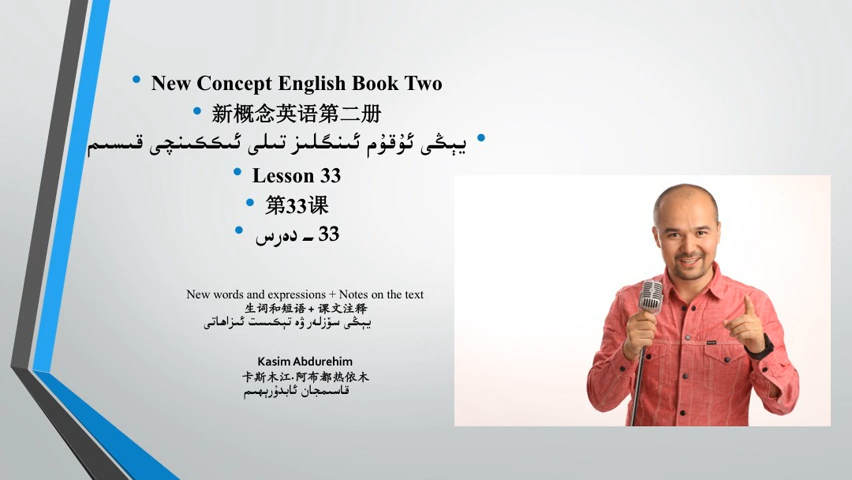 New Concept English Book Two
新概念英语第二册
يېڭى ئۇقۇم ئىنگلىز تىلى ئىككىنچى قىسىم
Lesson 33
第33课
33 ـ دەرس
New words and expressions + Notes on the text
生词和短语 + 课文注释
يېڭى سۆزلەر ۋە تېكىست ئىزاھاتى
Kasim Abdurehim
卡斯木江.阿布都热依木
قاسىمجان ئابدۇرېھىم